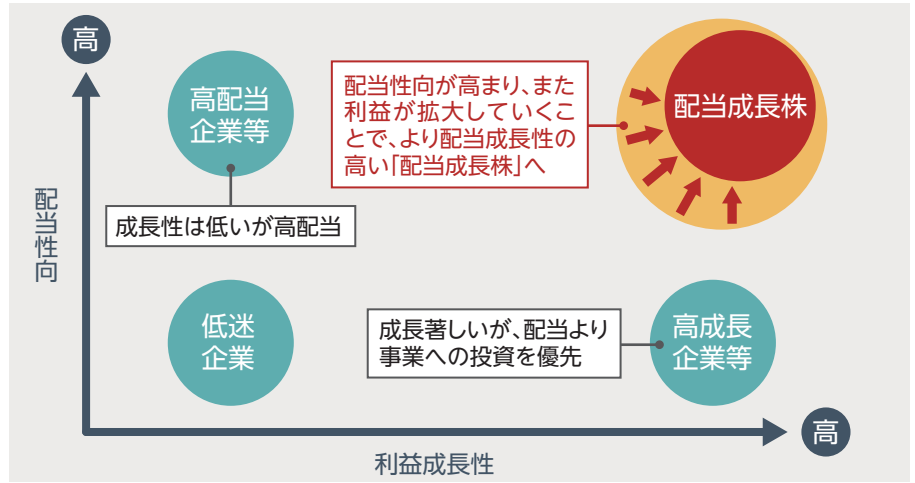 高
配当性向
高配当
企業等
成長性は低いが高配当
配当性向が高まり、また
利益が拡大していくこ
とで、より配当成長性の
高い「配当成長株」へ
配当成長株
低迷
企業
成長著しいが、配当より
事業への投資を優先
高成長
企業等
利益成長性
高